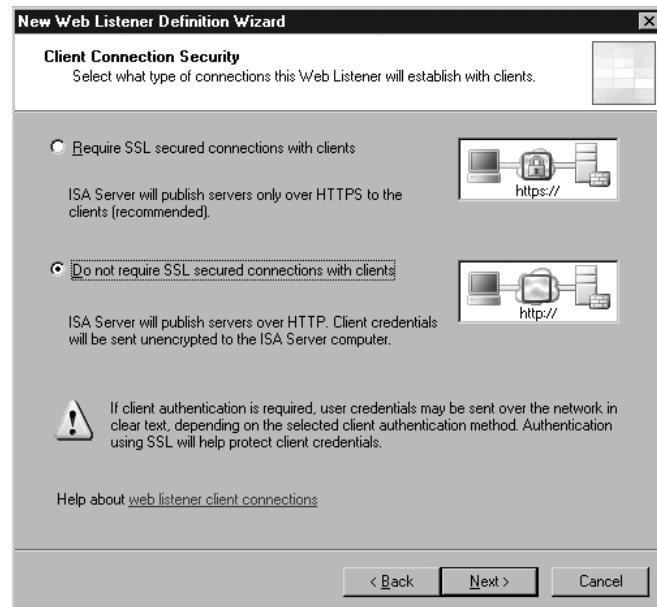 New Web Listener Definition Wizard
Client Connection Security
Select what type of connections this Web Listener will establish with clients.
Require SSL secured connections with clients
https://
ISA Server will publish servers only over HTTPS to the
clients (recommended).
Do not require SSL secured connections with clients
http://
ISA Server will publish servers over HTTP. Client credentials
will be sent unencrypted to the ISA Server computer.
If client authentication is required, user credentials may be sent over the network in
clear text, depending on the selected client authentication method. Authentication
using SSL will help protect client credentials.
Help about web listener client connections
< Back
Next >
Cancel